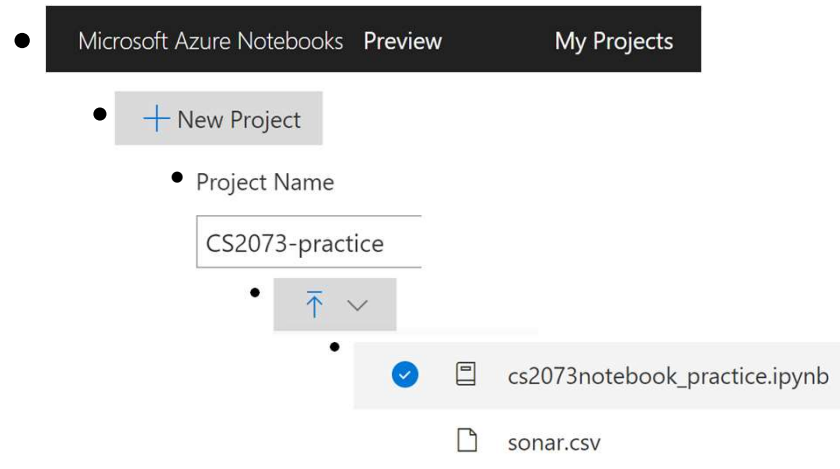 Microsoft Azure Notebooks Preview My Projects
New Project
Project Name
CS2073-practice
cs2073notebook_practice.ipynb
sonar.csv